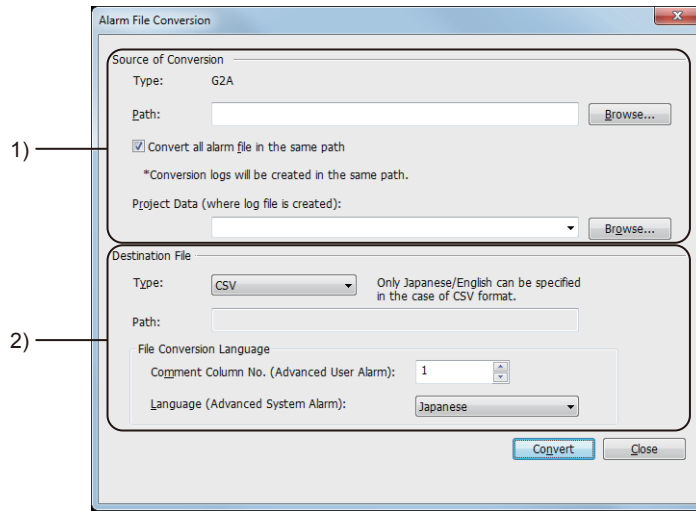 Alarm File Conversion
Source of Conversion
Type: G2A
Path: Browse...
1)
Convert all alarm file in the same path
*Conversion logs will be created in the same path.
Project Data (where log file is created):
Browse...
Destination File
Type: CSV Only Japanese/English can be specified
in the case of CSV format.
Path:
2)
File Conversion Language
Comment Column No. (Advanced User Alarm): 1
Language (Advanced System Alarm): Japanese
Convert Close